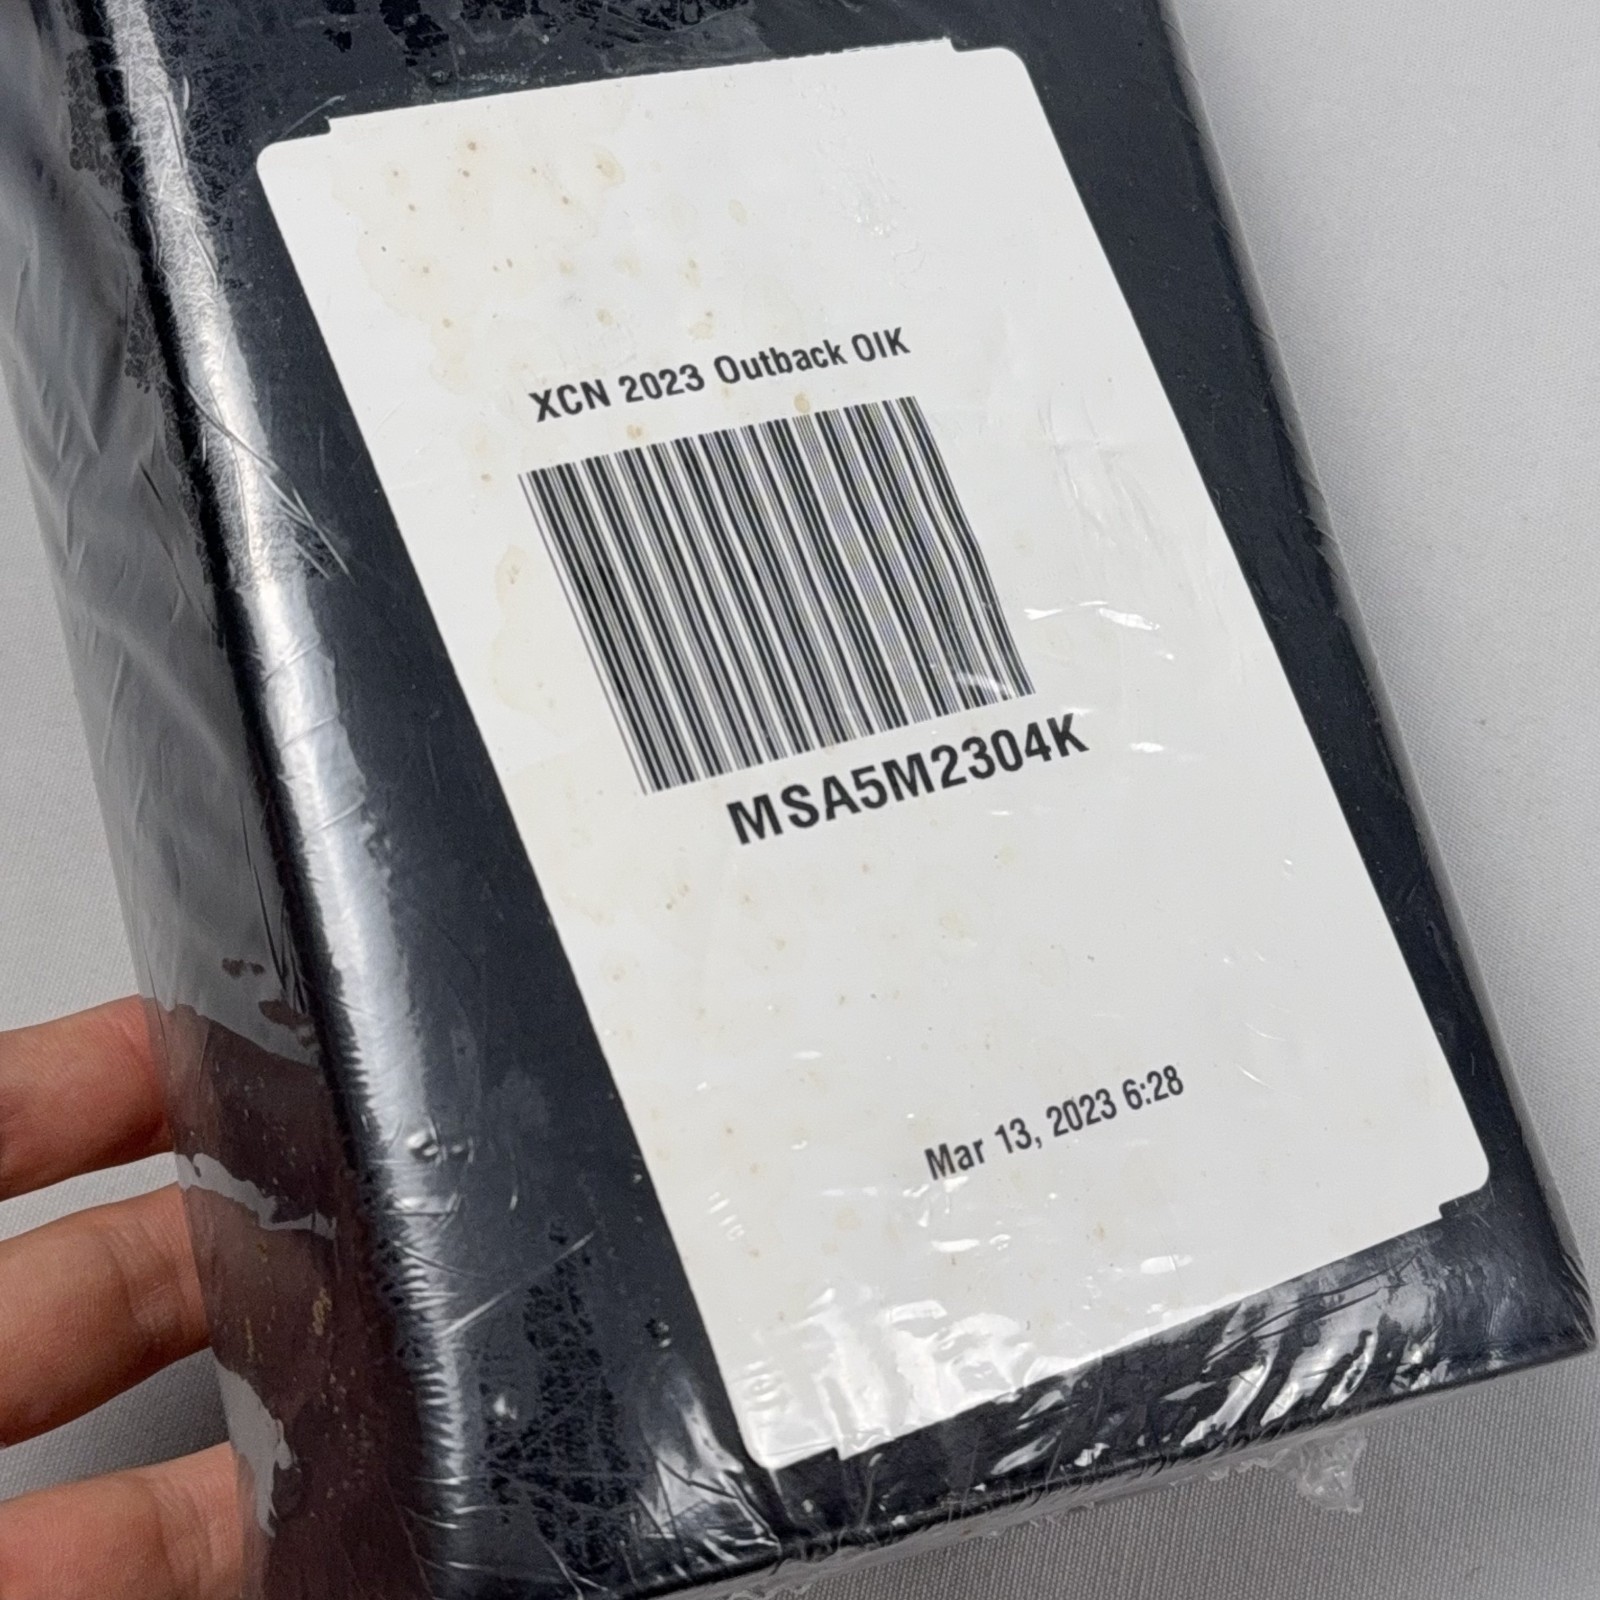 XCN 2023 Outback OIK
MSA5M2304K
Mar 13, 2023 6:28